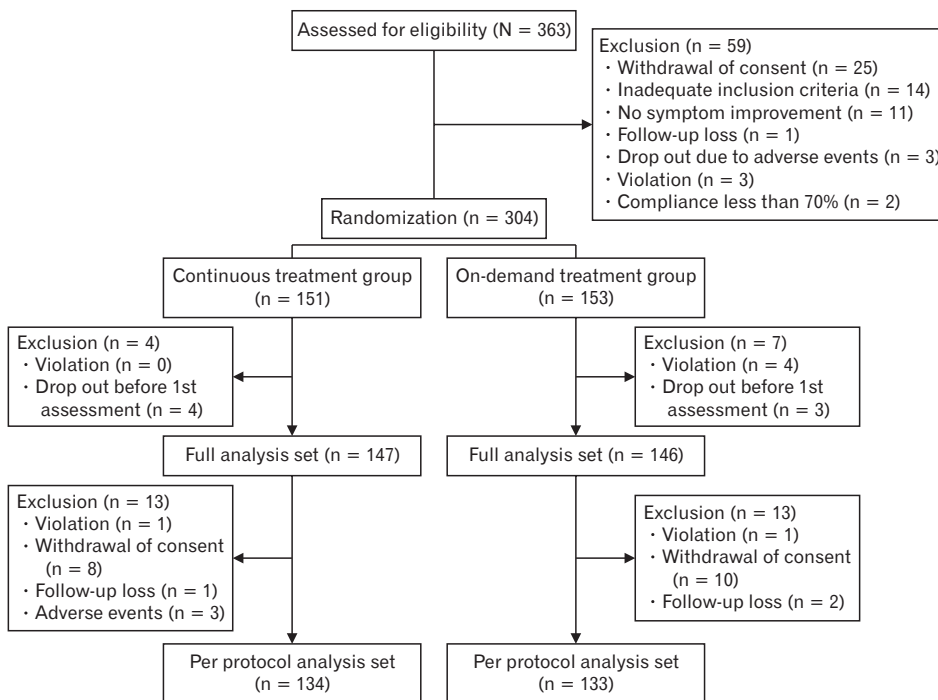 Assessed for eligibility (N = 363)
Exclusion (n = 59)
· Withdrawal of consent (n = 25)
· Inadequate inclusion criteria (n = 14)
· No symptom improvement (n = 11)
· Follow-up loss (n = 1)
· Drop out due to adverse events (n = 3)
· Violation (n = 3)
· Compliance less than 70% (n = 2)
Randomization (n = 304)
Continuous treatment group
(n = 151)
On-demand treatment group
(n = 153)
Exclusion (n = 4)
· Violation (n = 0)
· Drop out before 1st
assessment (n = 4)
Exclusion (n = 7)
· Violation (n = 4)
· Drop out before 1st
assessment (n = 3)
Full analysis set (n = 147)
Full analysis set (n = 146)
Exclusion (n = 13)
· Violation (n = 1)
· Withdrawal of consent
(n = 8)
· Follow-up loss (n = 1)
· Adverse events (n = 3)
Exclusion (n = 13)
· Violation (n = 1)
· Withdrawal of consent
(n = 10)
· Follow-up loss (n = 2)
Per protocol analysis set
(n = 134)
Per protocol analysis set
(n = 133)